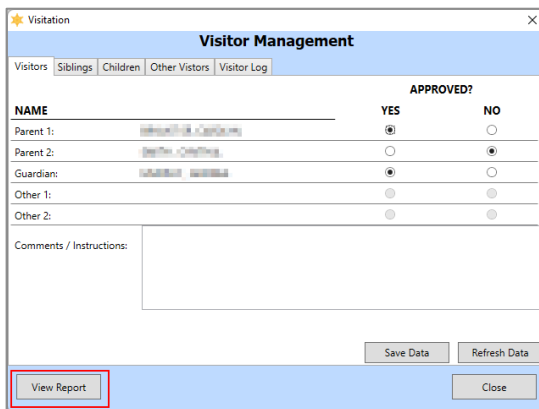 Visitation
Visitor Management
Visitors Siblings Children Other Vistors Visitor Log
APPROVED?
NAME YES NO
Parent 1:
Parent 2:
Guardian:
Other 1:
Other 2:
Comments / Instructions:
Save Data Refresh Data
View Report Close